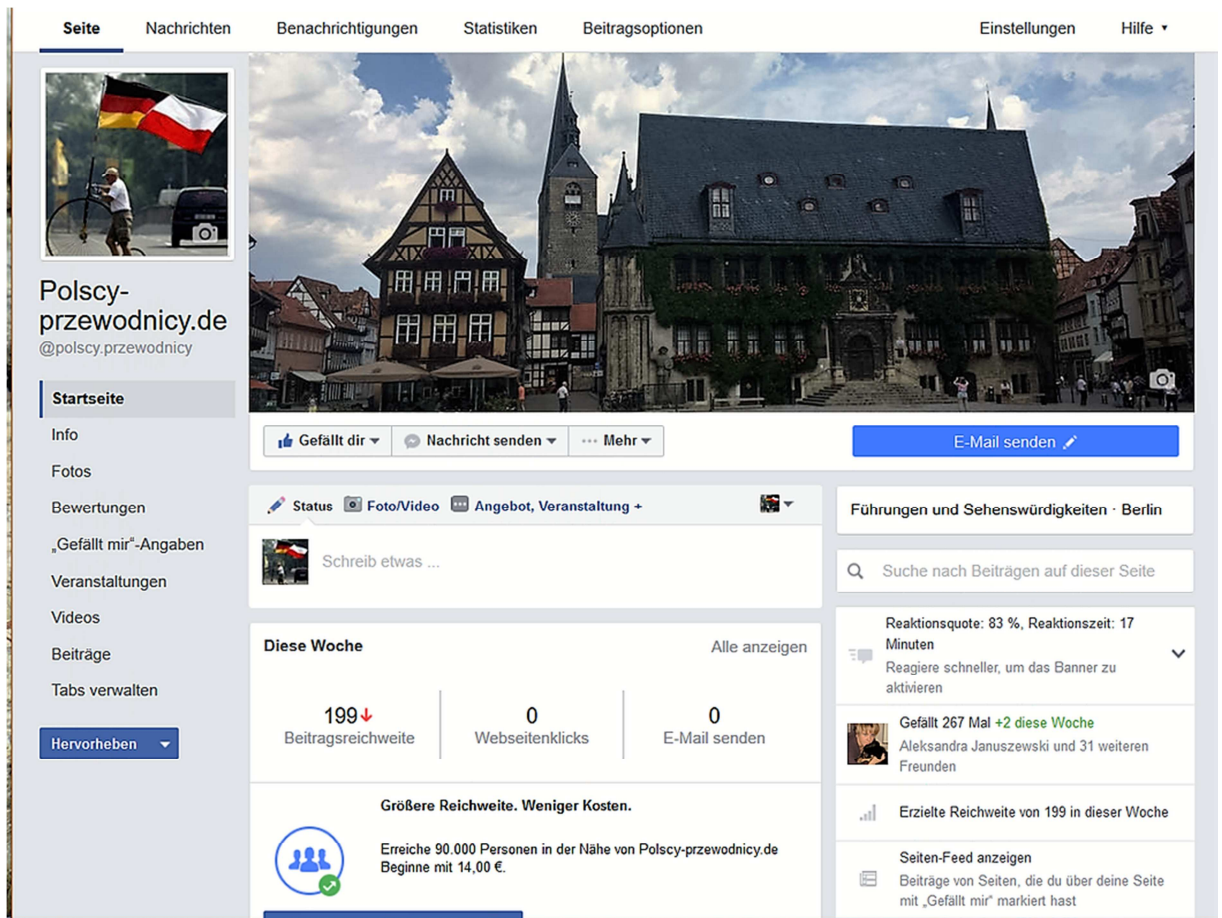 Seite Nachrichten Benachrichtigungen Statistiken Beitragsoptionen Einstellungen Hilfe
Polscy-
przewodnicy.de
@polscy.przewodnicy
Startseite
Info
Fotos
Bewertungen
„Gefällt mir“-Angaben
Veranstaltungen
Videos
Beiträge
Tabs verwalten
Hervorheben
Gefällt dir Nachricht senden Mehr E-Mail senden
Status Foto/Video Angebot, Veranstaltung +
Schreib etwas ...
Diese Woche Alle anzeigen
199 0 0
Beitragsreichweite Webseitenklicks E-Mail senden
Größere Reichweite. Weniger Kosten.
Erreiche 90.000 Personen in der Nähe von Polscy-przewodnicy.de
Beginne mit 14,00 €.
Führungen und Sehenswürdigkeiten · Berlin
Suche nach Beiträgen auf dieser Seite
Reaktionsquote: 83 %, Reaktionszeit: 17
Minuten
Reagiere schneller, um das Banner zu
aktivieren
Gefällt 267 Mal +2 diese Woche
Aleksandra Januszewski und 31 weiteren
Freunden
Erzielte Reichweite von 199 in dieser Woche
Seiten-Feed anzeigen
Beiträge von Seiten, die du über deine Seite
mit „Gefällt mir“ markiert hast